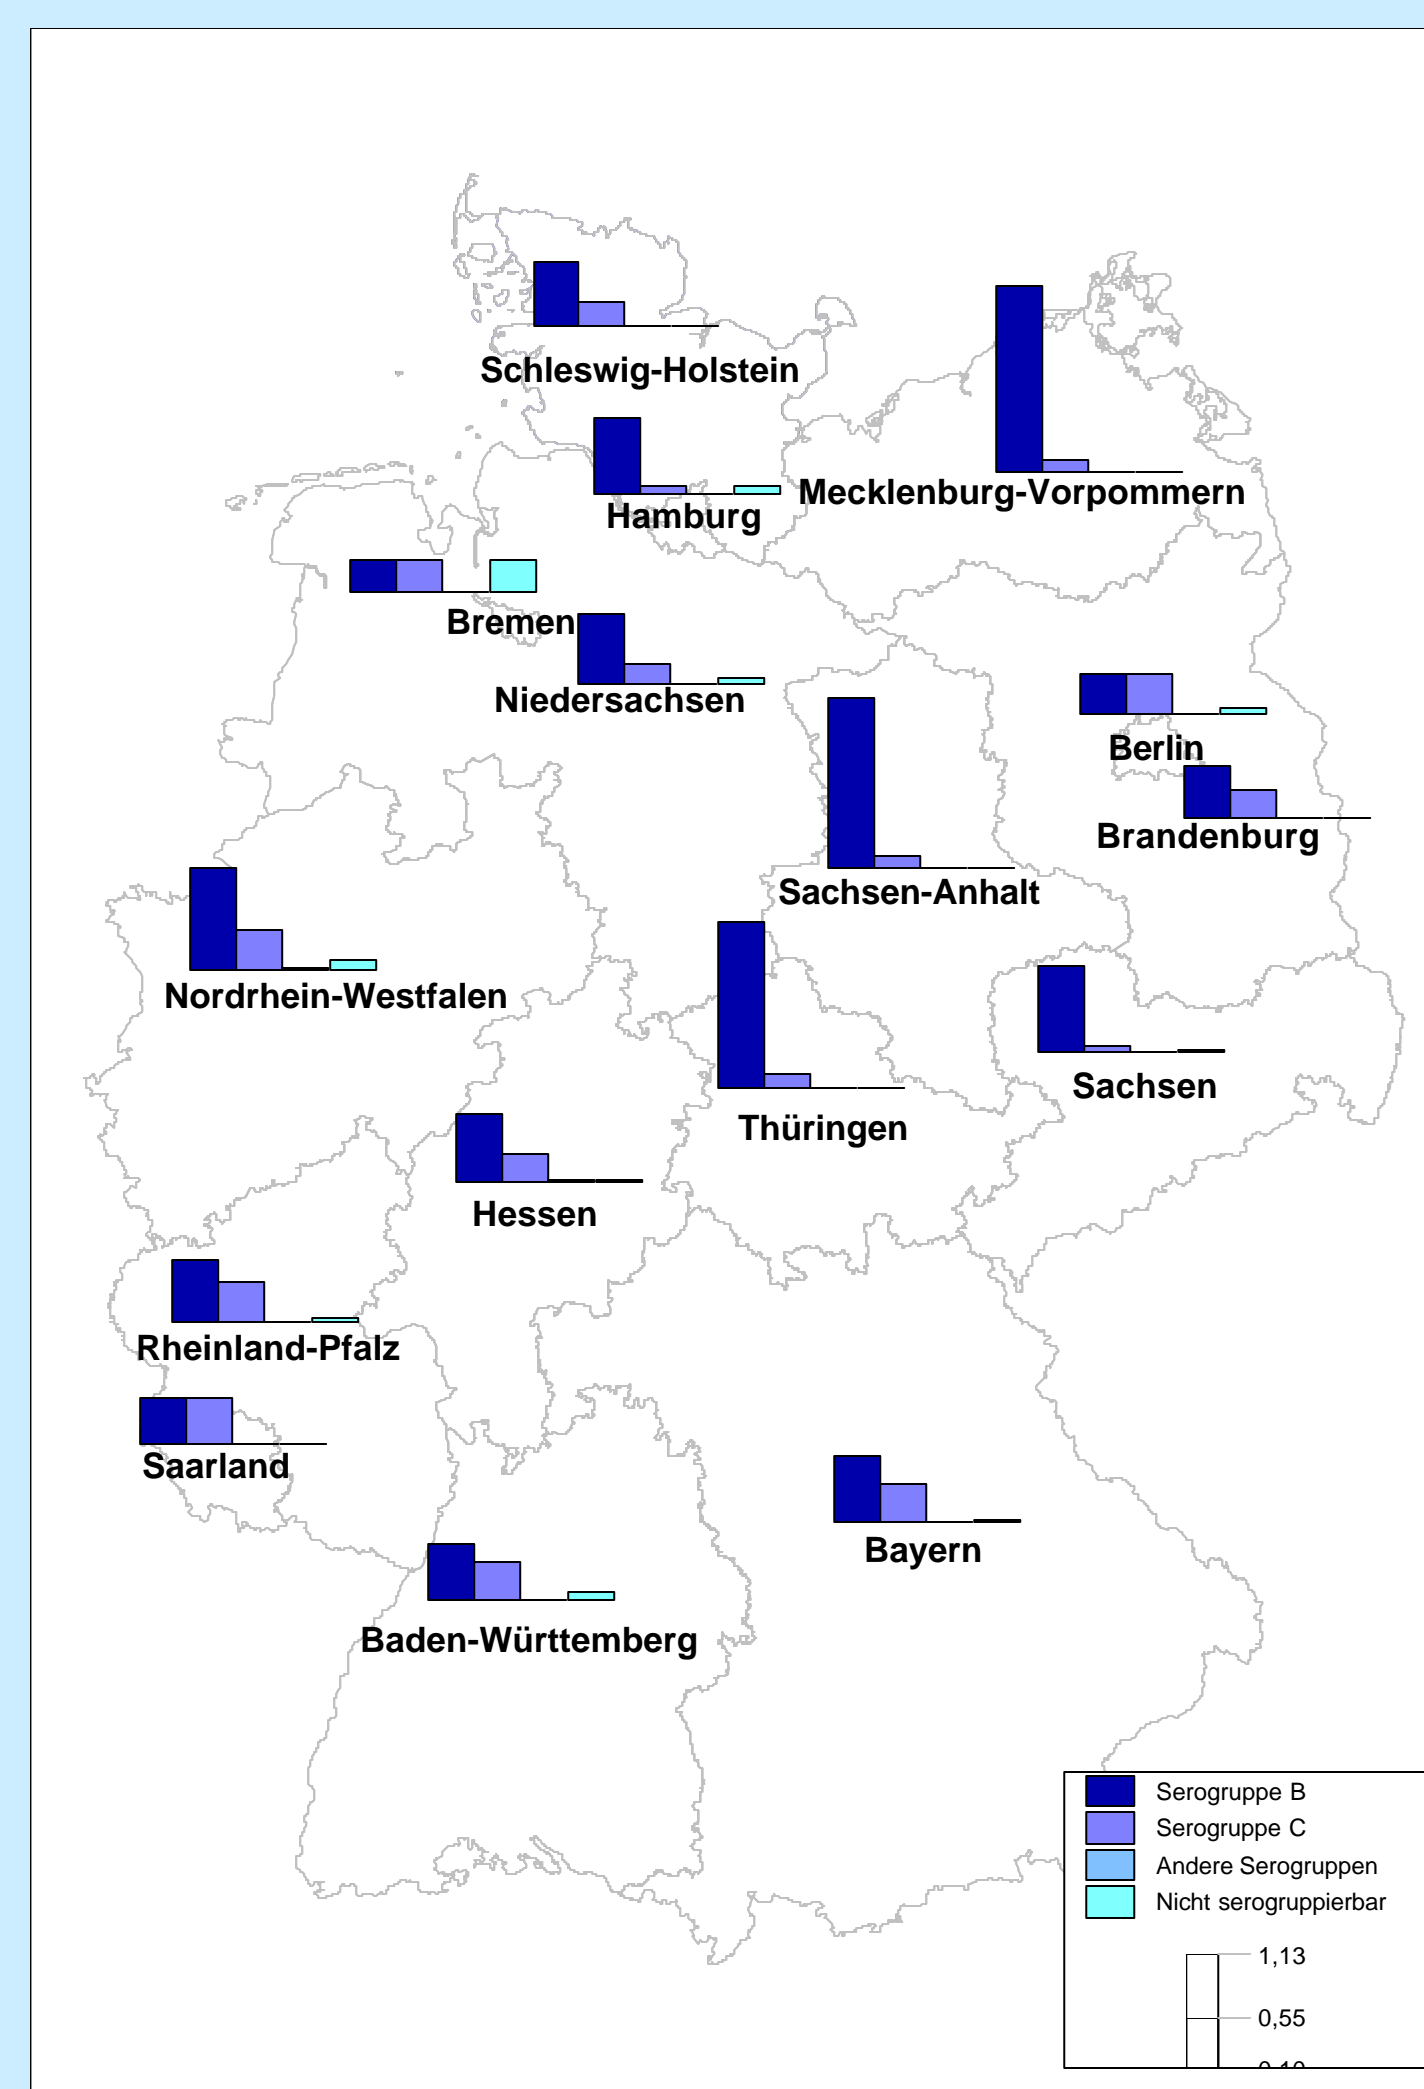 Schleswig-Holstein
Mecklenburg-Vorpommern
Hamburg
Bremen
Niedersachsen
Berlin
Brandenburg
Sachsen-Anhalt
Nordrhein-Westfalen
Sachsen
Thüringen
Hessen
Rheinland-Pfalz
Saarland
Bayern
Baden-Württemberg
Serogruppe B
Serogruppe C
Andere Serogruppen
Nicht serogruppierbar
1,13
0,55